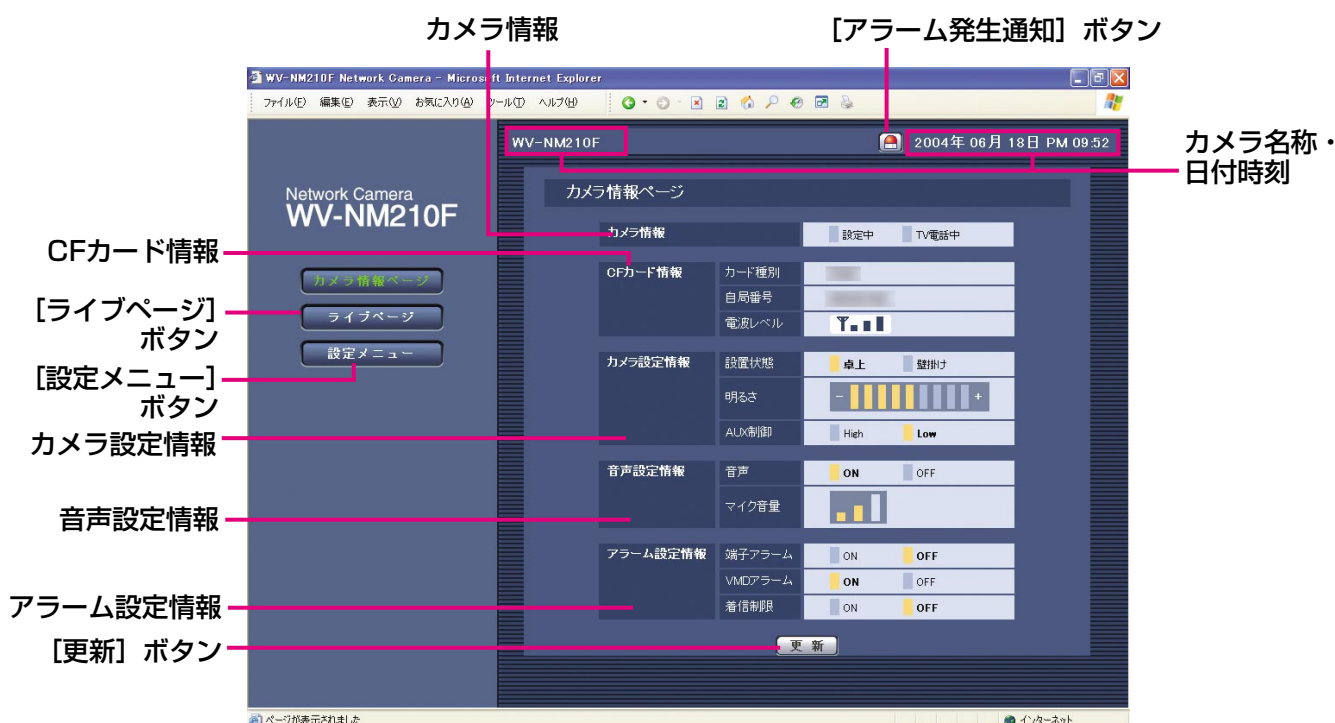 カメラ情報
［アラーム発生通知］ボタン
WV-NM210F Network Camera - Microsoft Internet Explorer
ファイル(F) 編集(E) 表示(V) お気に入り(A) ツール(T) ヘルプ(H)
WV-NM210F
2004年 06月 18日 PM 09:52
カメラ名称・
日付時刻
Network Camera
WV-NM210F
カメラ情報ページ
ライブページ
設定メニュー
CFカード情報
［ライブページ］
ボタン
［設定メニュー］
ボタン
カメラ設定情報
音声設定情報
アラーム設定情報
［更新］ボタン
カメラ情報ページ
カメラ情報 設定中 TV電話中
CFカード情報 カード種別
自局番号
電波レベル
カメラ設定情報 設置状態 卓上 壁掛け
明るさ - +
AUX制御 High Low
音声設定情報 音声 ON OFF
マイク音量
アラーム設定情報 端子アラーム ON OFF
VMDアラーム ON OFF
着信制限 ON OFF
更 新
ページが表示されました
インターネット